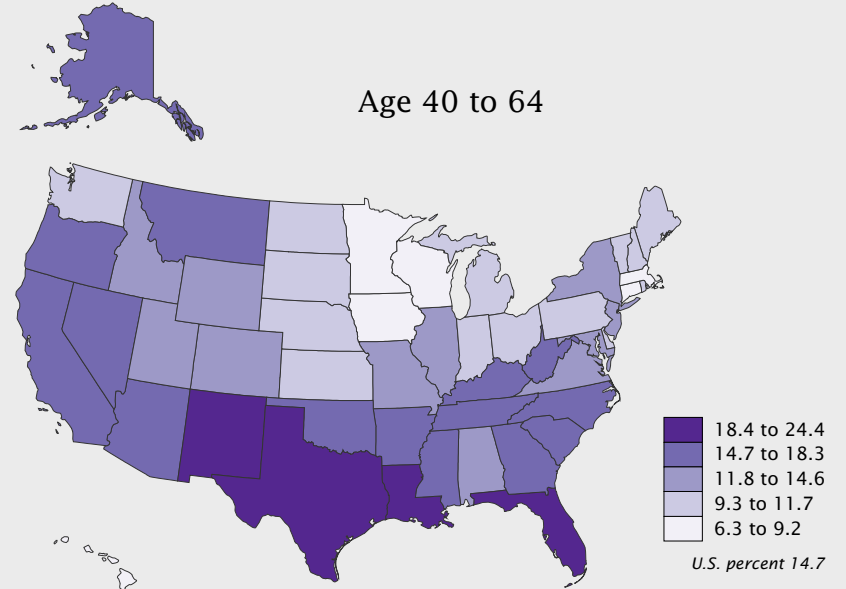 Age 40 to 64
18.4 to 24.4
14.7 to 18.3
11.8 to 14.6
9.3 to 11.7
6.3 to 9.2
U.S. percent 14.7